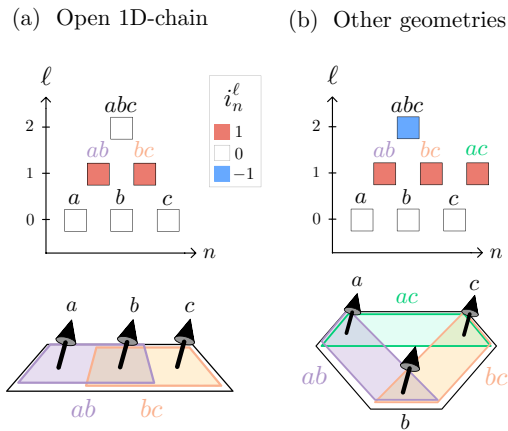 (a) Open 1D-chain
(b) Other geometries
ℓ
abc
2
ab bc
1
a b c
0
n
i_n^ℓ
1
0
−1
ℓ
abc
2
ab bc ac
1
a b c
0
n
a b c
ab bc
a c
ac
ab bc
b